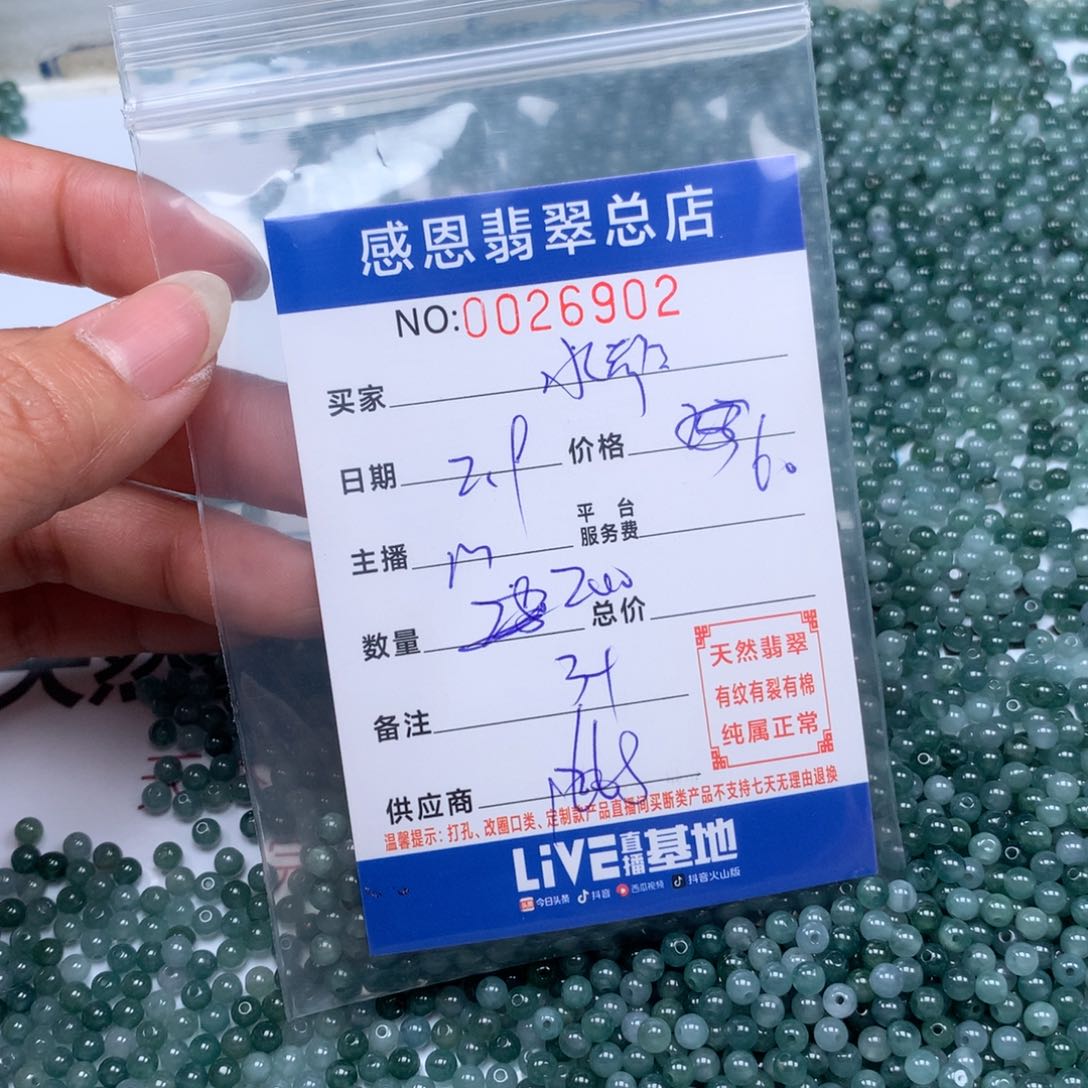 感恩翡翠总店
NO:0026902
买家
日期 价格 6.
主播 M 平台服务费
数量 总价
备注
天然翡翠
有纹有裂有棉
纯属正常
供应商
温馨提示：打孔、改圈口类、定制款产品直播间买断类产品不支持七天无理由退换
LiVE直播基地
头条 今日头条 抖音 西瓜视频 抖音火山版
天然